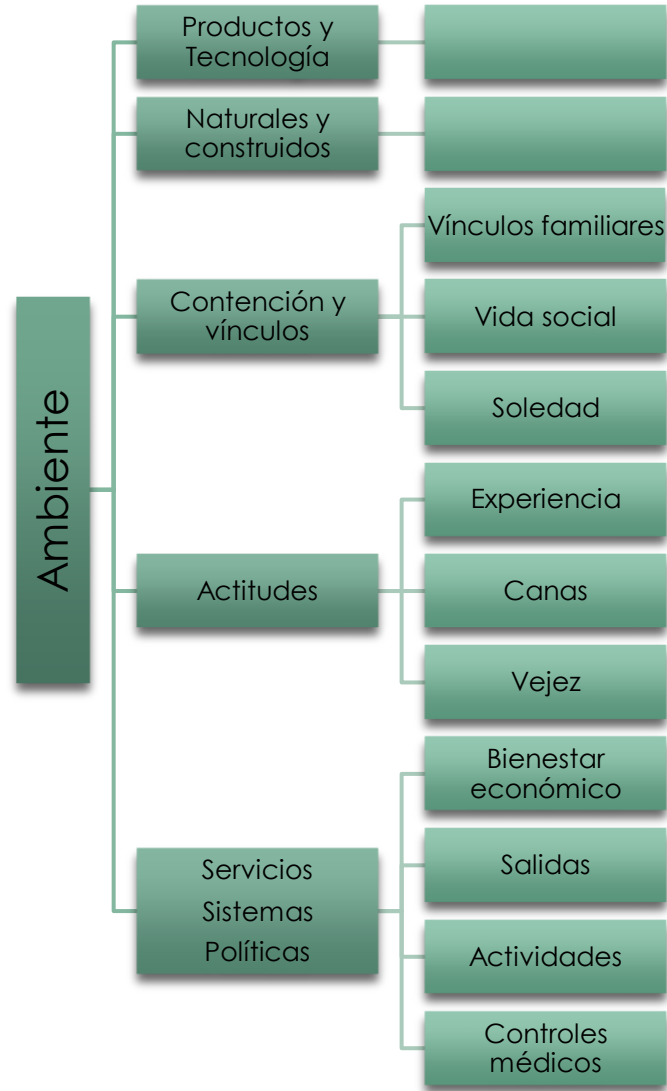 Ambiente
Productos y
Tecnología
Naturales y
construidos
Contención y
vínculos
Vínculos familiares
Vida social
Soledad
Actitudes
Experiencia
Canas
Vejez
Servicios
Sistemas
Políticas
Bienestar
económico
Salidas
Actividades
Controles
médicos